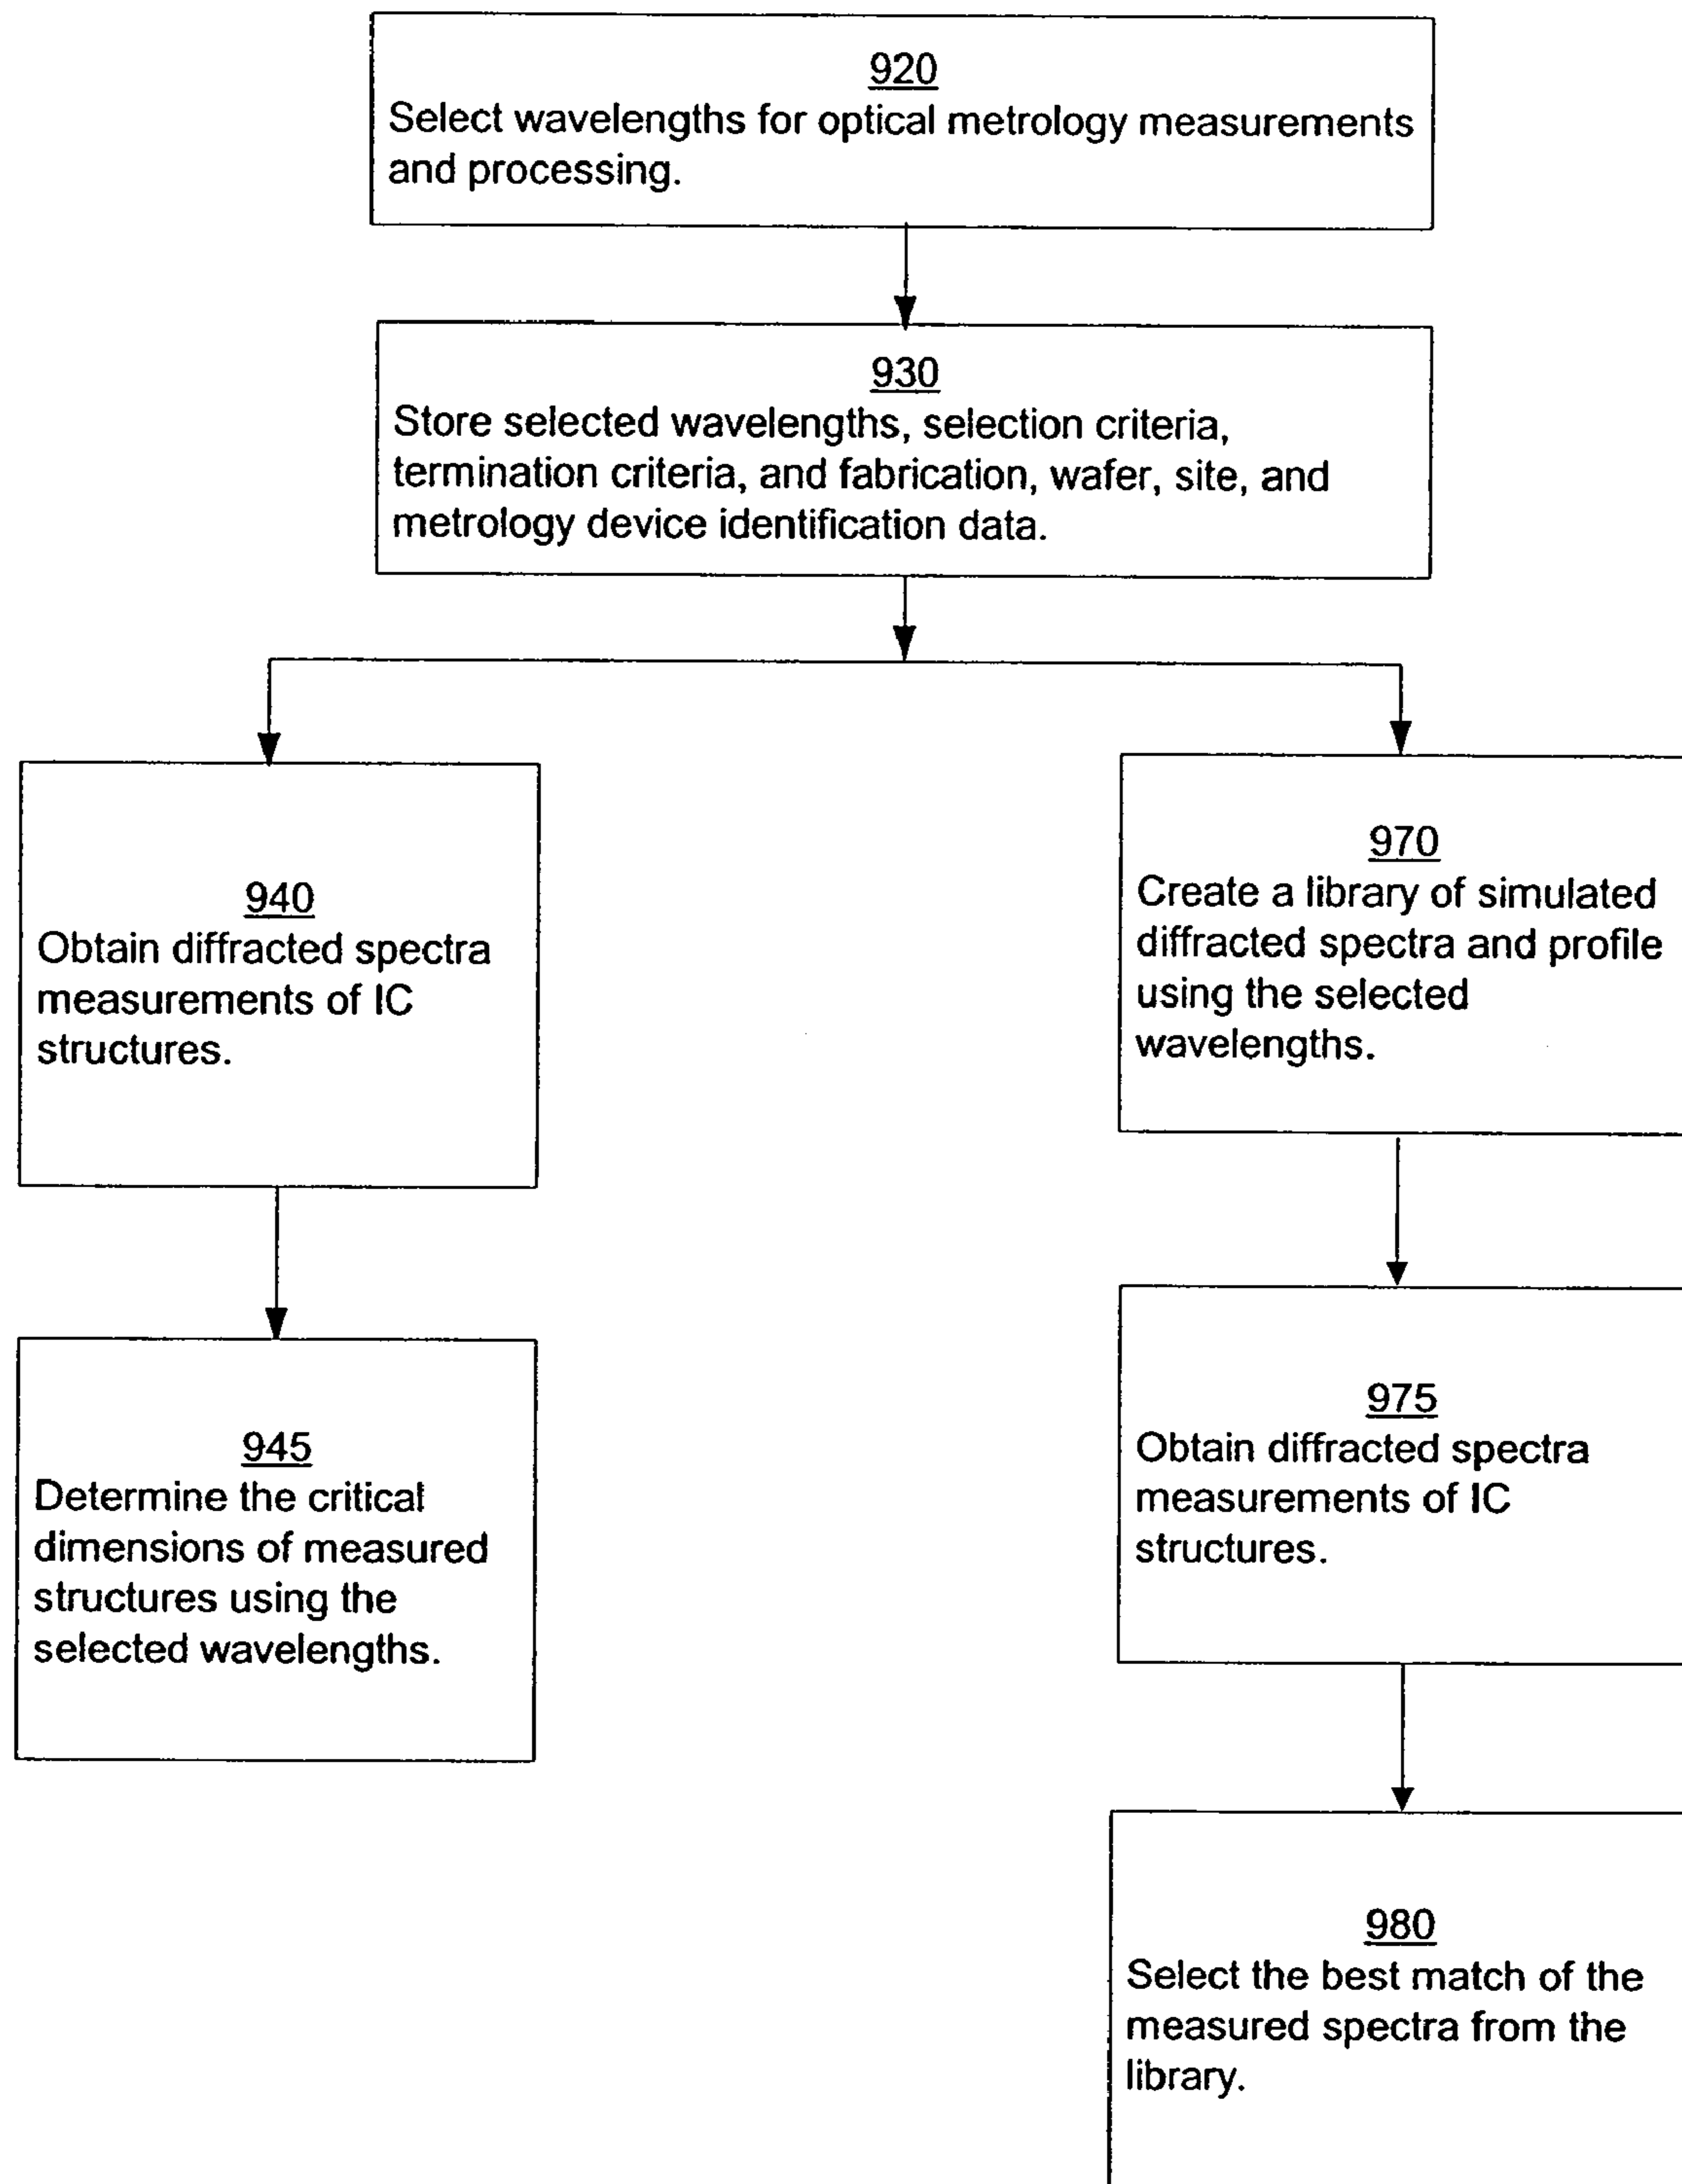 920
Select wavelengths for optical metrology measurements
and processing.
930
Store selected wavelengths, selection criteria,
termination criteria, and fabrication, wafer, site, and
metrology device identification data.
940
Obtain diffracted spectra
measurements of IC
structures.
945
Determine the critical
dimensions of measured
structures using the
selected wavelengths.
970
Create a library of simulated
diffracted spectra and profile
using the selected
wavelengths.
975
Obtain diffracted spectra
measurements of IC
structures.
980
Select the best match of the
measured spectra from the
library.